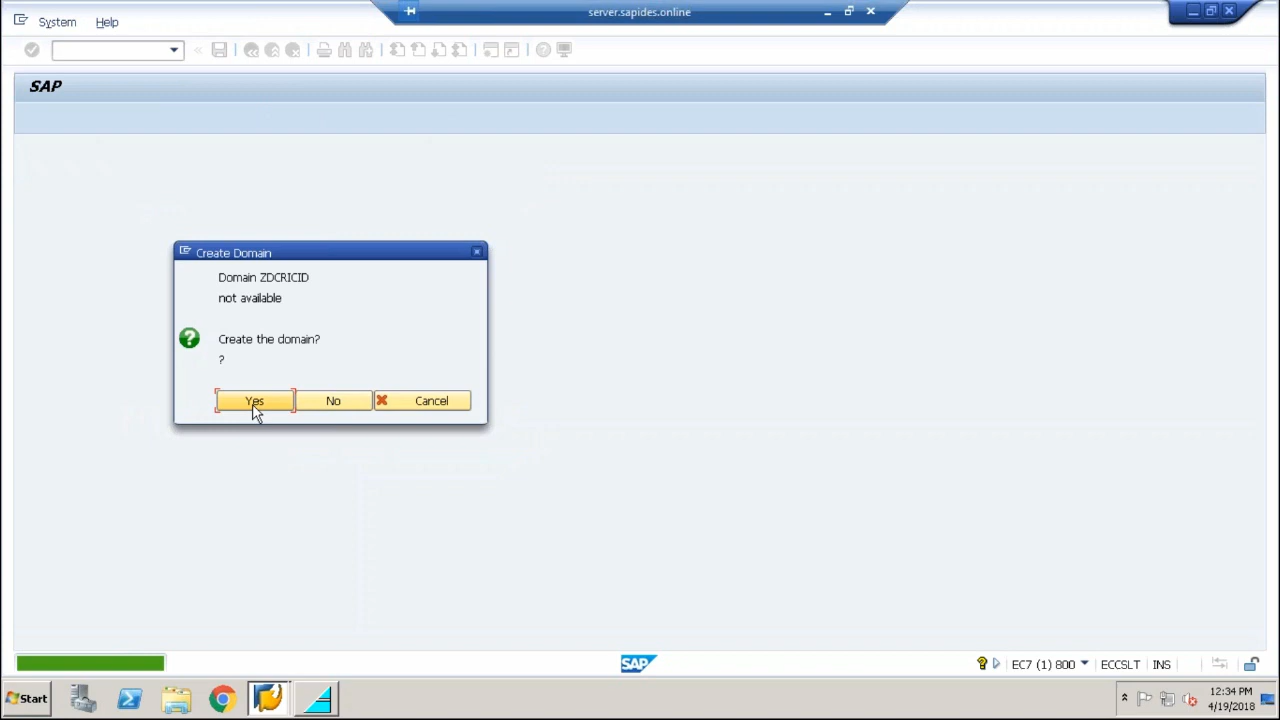 server.sapides.online
System Help
SAP
Create Domain
Domain ZDCRICID
not available
Create the domain?
?
Yes No Cancel
SAP
EC7 (1) 800 ECCSLT INS
Start
12:34 PM
4/19/2018